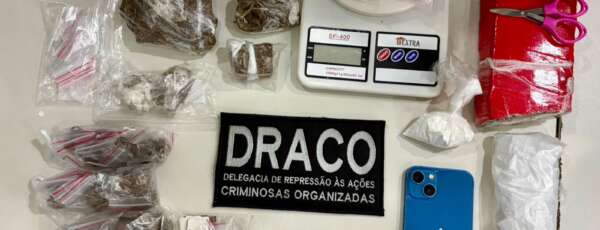 EXTRA
SF-400
DRACO
DELEGACIA DE REPRESSÃO ÀS AÇÕES
CRIMINOSAS ORGANIZADAS